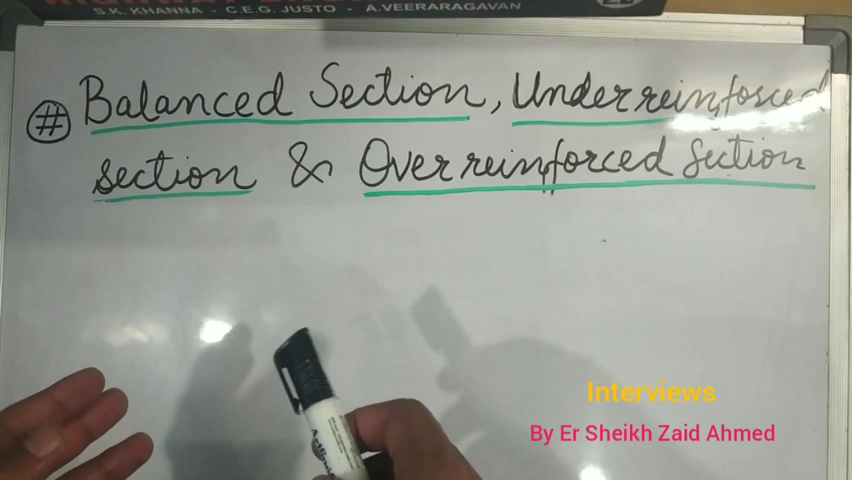 S.K. KHANNA - C.E.G. JUSTO - A.VEERARAGAVAN
# Balanced Section, Underreinforced
section & Overreinforced Section
Interviews
By Er Sheikh Zaid Ahmed